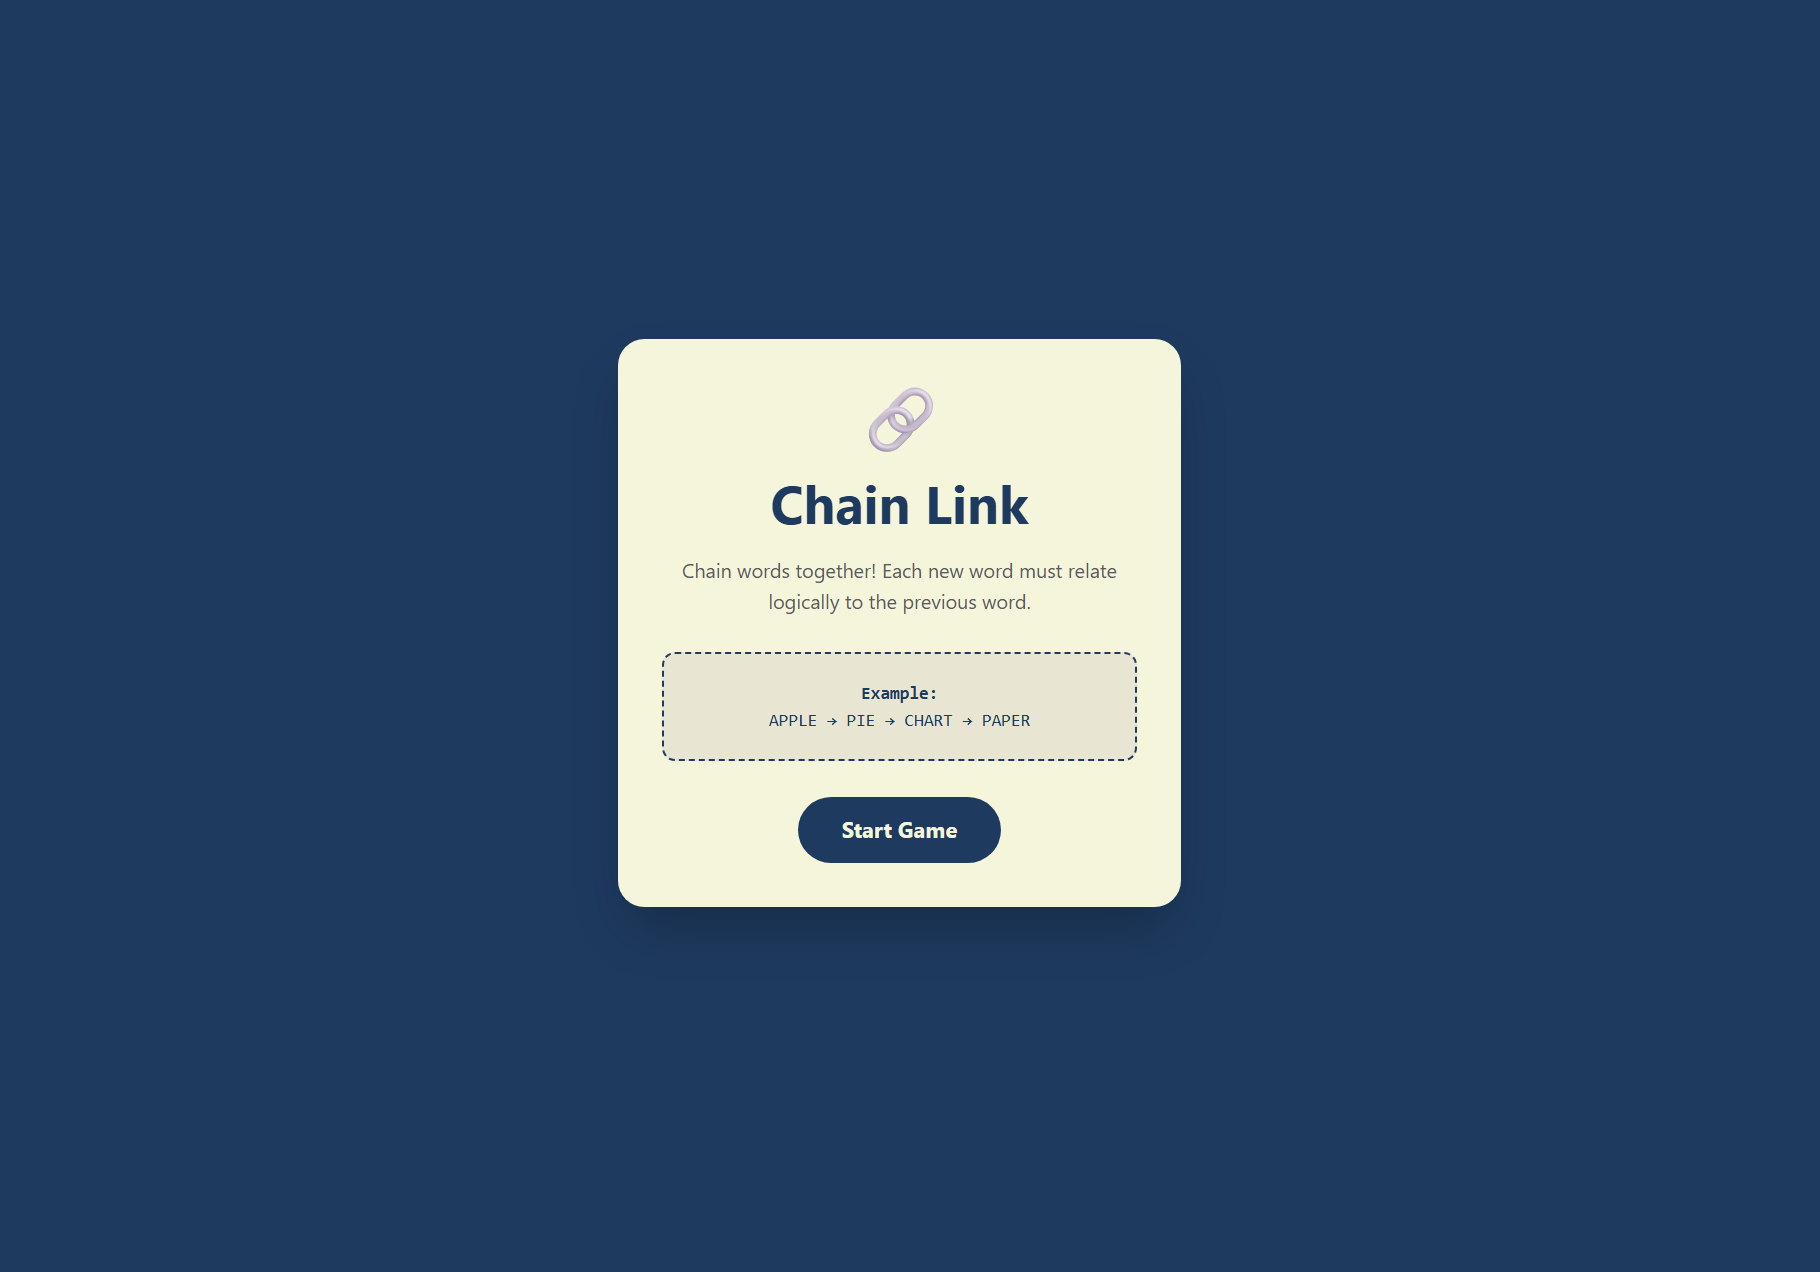 Chain Link
Chain words together! Each new word must relate
logically to the previous word.
Example:
APPLE → PIE → CHART → PAPER
Start Game